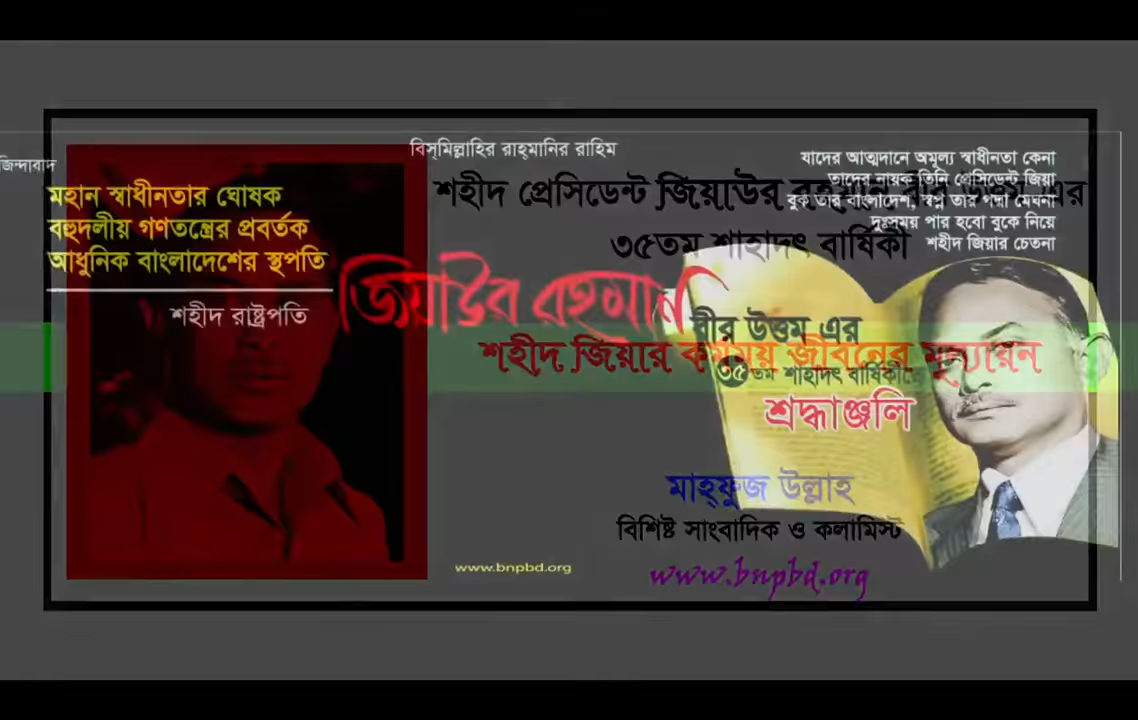 বিস্‌মিল্লাহির রাহ্‌মানির রাহিম
জিন্দাবাদ
যাদের আত্মদানে অমূল্য স্বাধীনতা কেনা
তাদের নায়ক তিনি প্রেসিডেন্ট জিয়া
বুক তার বাংলাদেশ, স্বপ্ন তার পদ্মা মেঘনা
দুঃসময় পার হবো বুকে নিয়ে
শহীদ জিয়ার চেতনা
মহান স্বাধীনতার ঘোষক
বহুদলীয় গণতন্ত্রের প্রবর্তক
আধুনিক বাংলাদেশের স্থপতি
শহীদ রাষ্ট্রপতি
জিয়াউর রহমান
বীর উত্তম এর
৩৫তম শাহাদৎ বার্ষিকীতে
শ্রদ্ধাঞ্জলি
www.bnpbd.org
শহীদ প্রেসিডেন্ট জিয়াউর রহমান বীর উত্তম এর
৩৫তম শাহাদৎ বার্ষিকী
শহীদ জিয়ার কর্মময় জীবনের মূল্যায়ন
মাহ্‌ফুজ উল্লাহ
বিশিষ্ট সাংবাদিক ও কলামিস্ট
www.bnpbd.org